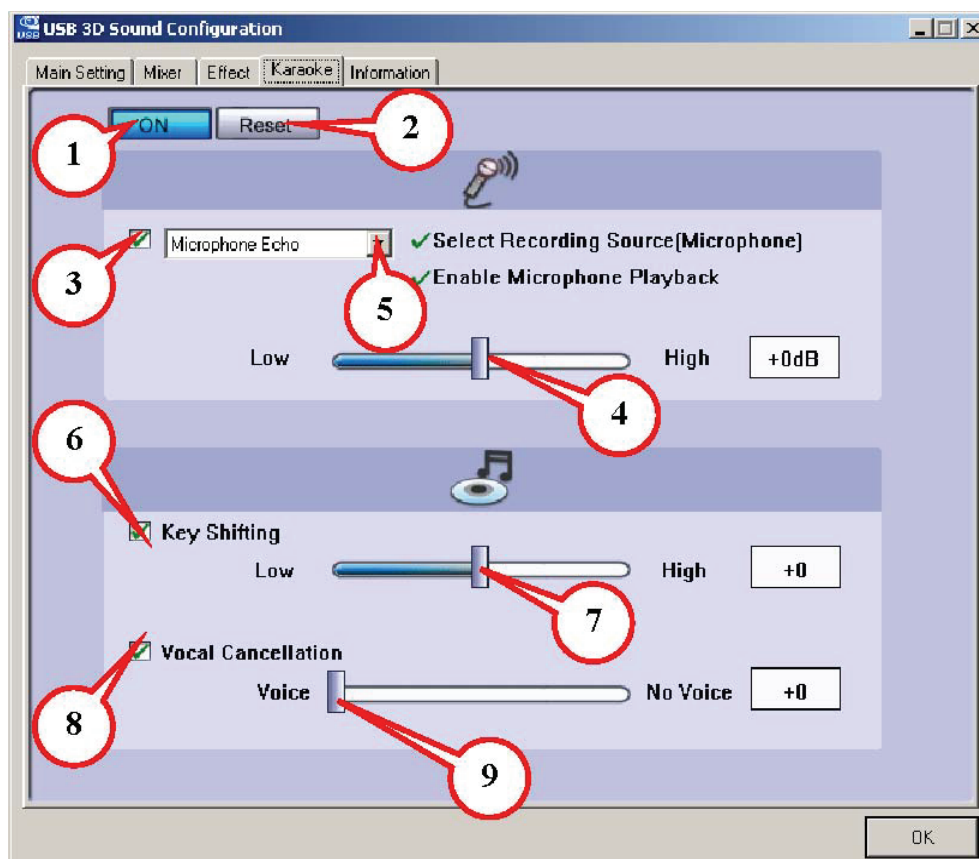 USB USB 3D Sound Configuration
Main Setting Mixer Effect Karaoke Information
ON Reset
1
2
3
Microphone Echo
5
Select Recording Source(Microphone)
Enable Microphone Playback
Low High +0dB
4
6
Key Shifting
Low High +0
7
8
Vocal Cancellation
Voice No Voice +0
9
OK